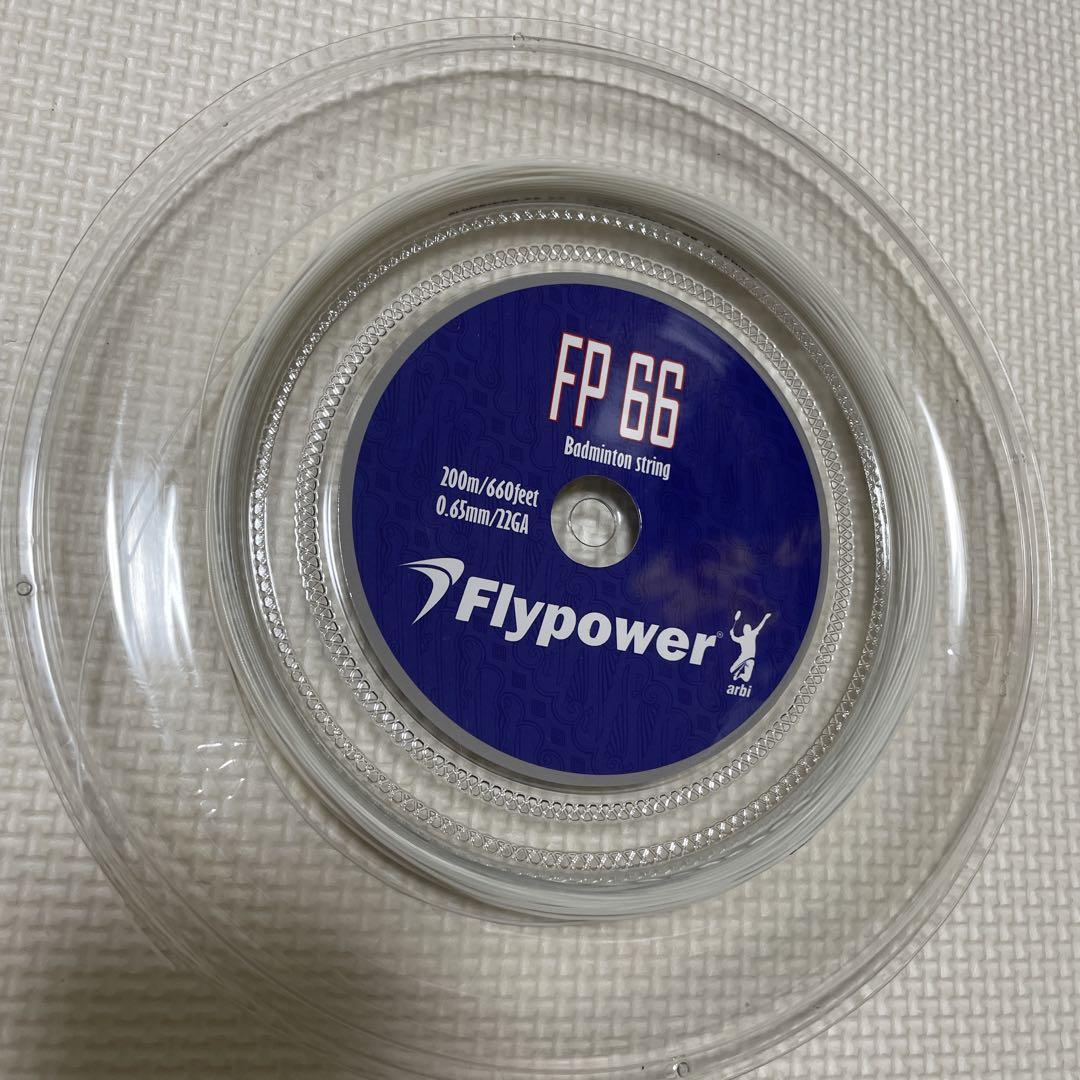 FP 66
Badminton string
200m/660feet
0.65mm/22GA
Flypower®
arbi